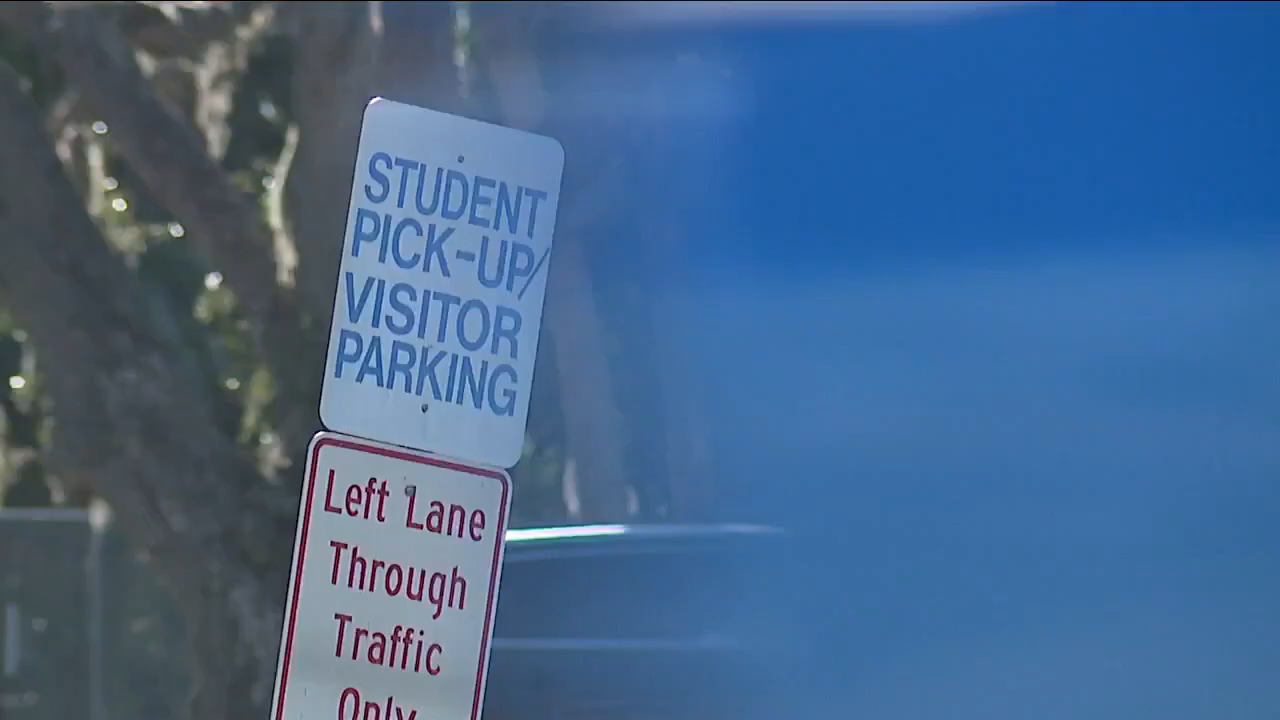 STUDENT
PICK-UP/
VISITOR
PARKING
Left Lane
Through
Traffic
Only